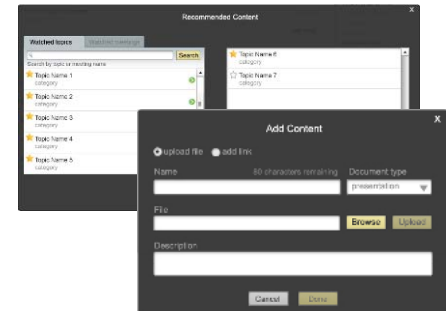 Recommended Content
X
Watched topics
Watched meetings
Search
Search by topic or meeting name
Topic Name 1
category
Topic Name 2
category
Topic Name 3
category
Topic Name 4
category
Topic Name 5
category
Topic Name 6
category
Topic Name 7
category
X
Add Content
upload file
add link
Name
80 characters remaining
Document type
presentation
File
Browse
Upload
Description
Cancel
Done